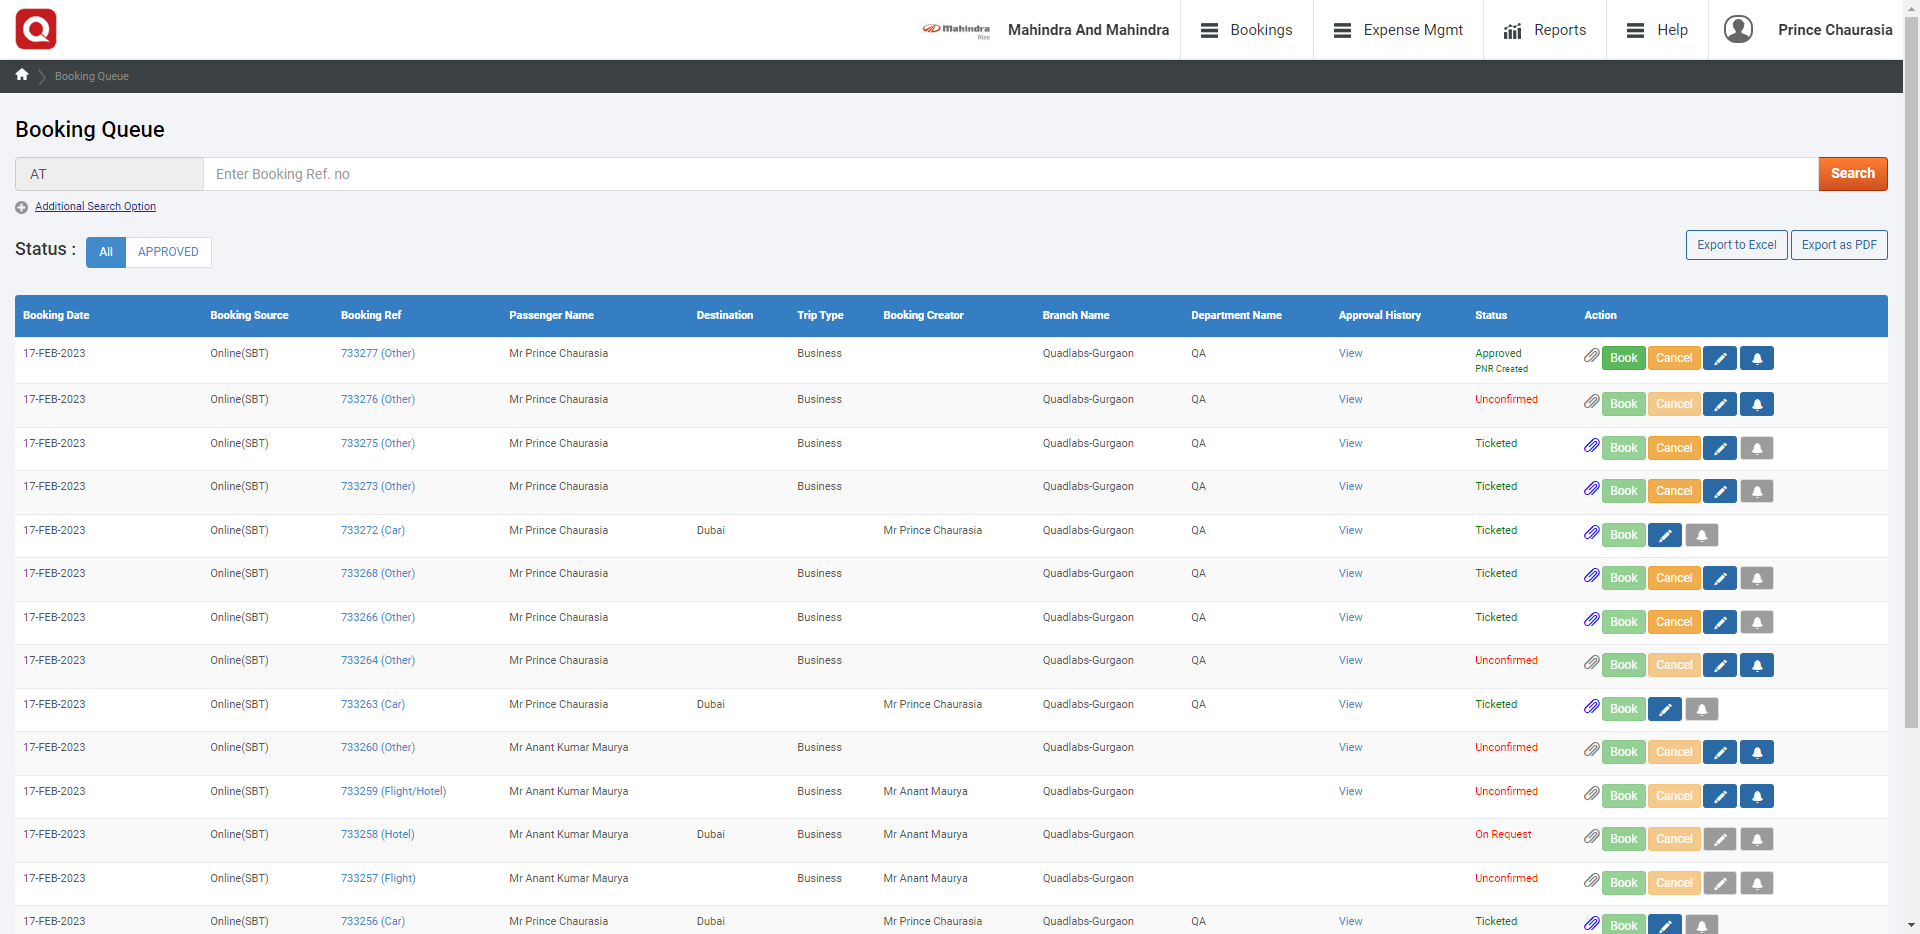 Q
Mahindra
Rise
Mahindra And Mahindra
Bookings
Expense Mgmt
Reports
Help
Prince Chaurasia
Booking Queue
Booking Queue
AT Enter Booking Ref. no Search
Additional Search Option
Status : All APPROVED Export to Excel Export as PDF
Booking Date Booking Source Booking Ref Passenger Name Destination Trip Type Booking Creator Branch Name Department Name Approval History Status Action
17-FEB-2023 Online(SBT) 733277 (Other) Mr Prince Chaurasia Business Quadlabs-Gurgaon QA View Approved Book Cancel
PNR Created
17-FEB-2023 Online(SBT) 733276 (Other) Mr Prince Chaurasia Business Quadlabs-Gurgaon QA View Unconfirmed Book Cancel
17-FEB-2023 Online(SBT) 733275 (Other) Mr Prince Chaurasia Business Quadlabs-Gurgaon QA View Ticketed Book Cancel
17-FEB-2023 Online(SBT) 733273 (Other) Mr Prince Chaurasia Business Quadlabs-Gurgaon QA View Ticketed Book Cancel
17-FEB-2023 Online(SBT) 733272 (Car) Mr Prince Chaurasia Dubai Mr Prince Chaurasia Quadlabs-Gurgaon QA View Ticketed Book
17-FEB-2023 Online(SBT) 733268 (Other) Mr Prince Chaurasia Business Quadlabs-Gurgaon QA View Ticketed Book Cancel
17-FEB-2023 Online(SBT) 733266 (Other) Mr Prince Chaurasia Business Quadlabs-Gurgaon QA View Ticketed Book Cancel
17-FEB-2023 Online(SBT) 733264 (Other) Mr Prince Chaurasia Business Quadlabs-Gurgaon QA View Unconfirmed Book Cancel
17-FEB-2023 Online(SBT) 733263 (Car) Mr Prince Chaurasia Dubai Mr Prince Chaurasia Quadlabs-Gurgaon QA View Ticketed Book
17-FEB-2023 Online(SBT) 733260 (Other) Mr Anant Kumar Maurya Business Quadlabs-Gurgaon View Unconfirmed Book Cancel
17-FEB-2023 Online(SBT) 733259 (Flight/Hotel) Mr Anant Kumar Maurya Business Mr Anant Maurya Quadlabs-Gurgaon View Unconfirmed Book Cancel
17-FEB-2023 Online(SBT) 733258 (Hotel) Mr Anant Kumar Maurya Dubai Business Mr Anant Maurya Quadlabs-Gurgaon On Request Book Cancel
17-FEB-2023 Online(SBT) 733257 (Flight) Mr Anant Kumar Maurya Business Mr Anant Maurya Quadlabs-Gurgaon Unconfirmed Book Cancel
17-FEB-2023 Online(SBT) 733256 (Car) Mr Prince Chaurasia Dubai Mr Prince Chaurasia Quadlabs-Gurgaon QA View Ticketed Book